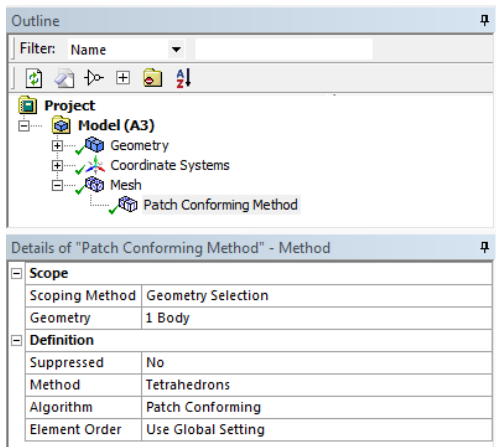 Outline
Filter: Name
Project
Model (A3)
Geometry
Coordinate Systems
Mesh
Patch Conforming Method
Details of "Patch Conforming Method" - Method
Scope
Scoping Method Geometry Selection
Geometry 1 Body
Definition
Suppressed No
Method Tetrahedrons
Algorithm Patch Conforming
Element Order Use Global Setting